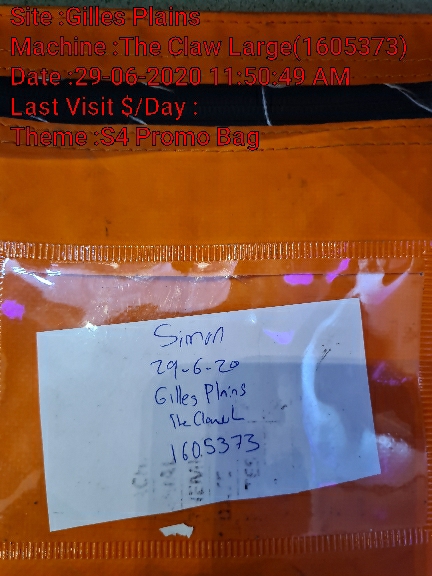 Site :Gilles Plains
Machine :The Claw Large(1605373)
Date :29-06-2020 11:50:49 AM
Last Visit $/Day :
Theme :S4 Promo Bag
Simon
29-6-20
Gilles Plains
The Claw L
1605373